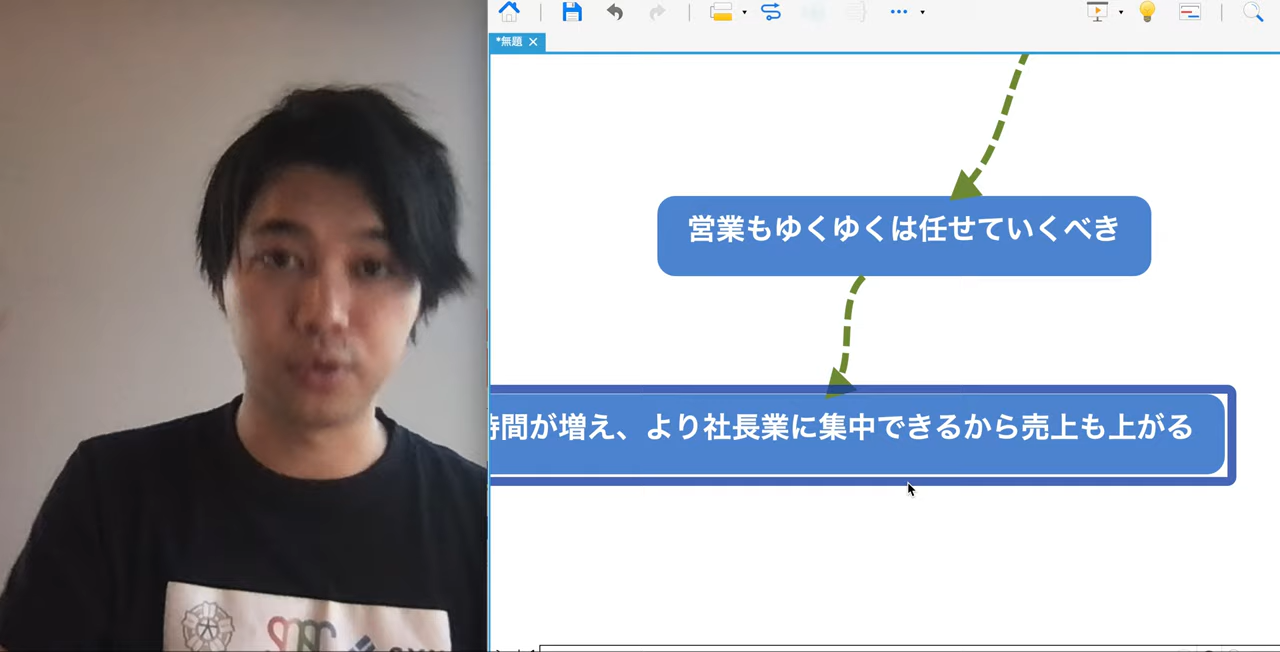 *無題
営業もゆくゆくは任せていくべき
時間が増え、より社長業に集中できるから売上も上がる